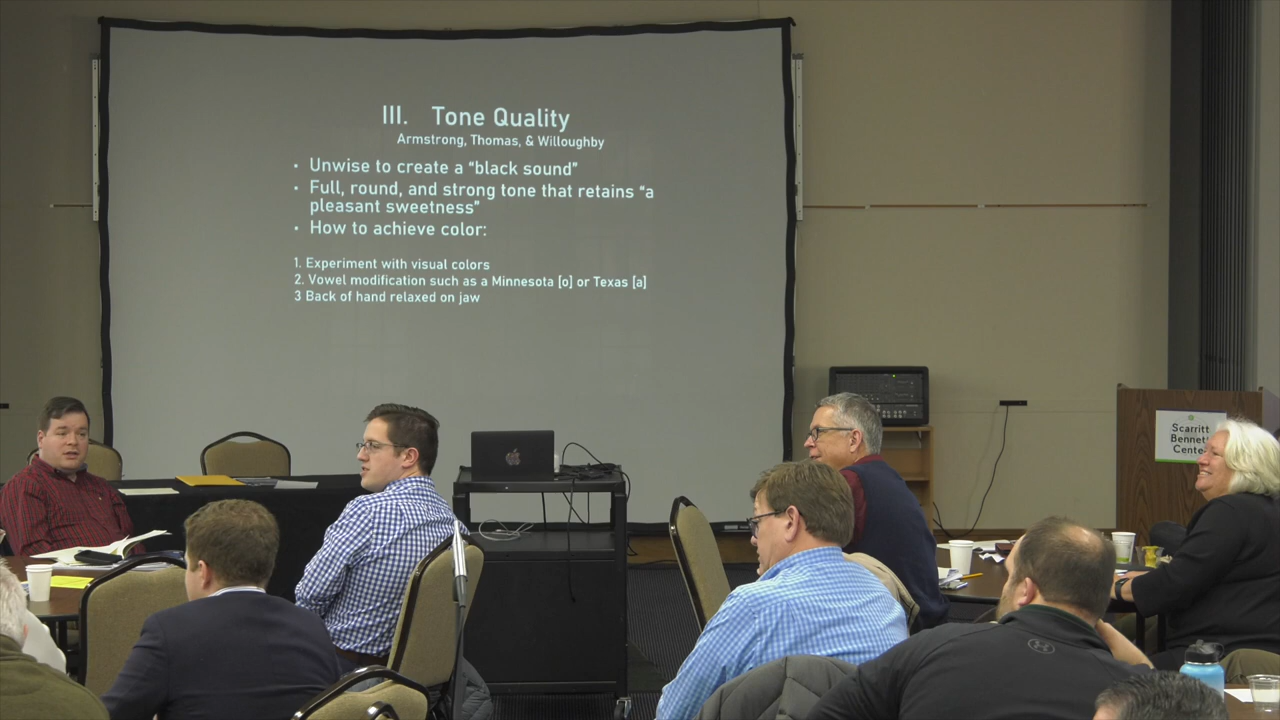 III. Tone Quality
Armstrong, Thomas, & Willoughby
• Unwise to create a “black sound”
• Full, round, and strong tone that retains “a
pleasant sweetness”
• How to achieve color:
1. Experiment with visual colors
2. Vowel modification such as a Minnesota [o] or Texas [a]
3 Back of hand relaxed on jaw
Scarritt
Bennett
Center